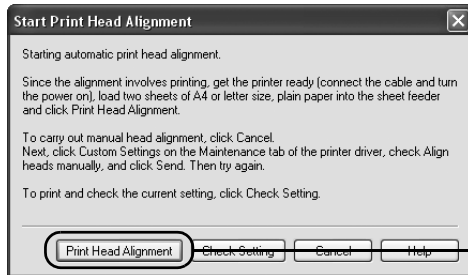 Start Print Head Alignment
Starting automatic print head alignment.
Since the alignment involves printing, get the printer ready (connect the cable and turn
the power on), load two sheets of A4 or letter size, plain paper into the sheet feeder
and click Print Head Alignment.
To carry out manual head alignment, click Cancel.
Next, click Custom Settings on the Maintenance tab of the printer driver, check Align
heads manually, and click Send. Then try again.
To print and check the current setting, click Check Setting.
Print Head Alignment Check Setting Cancel Help